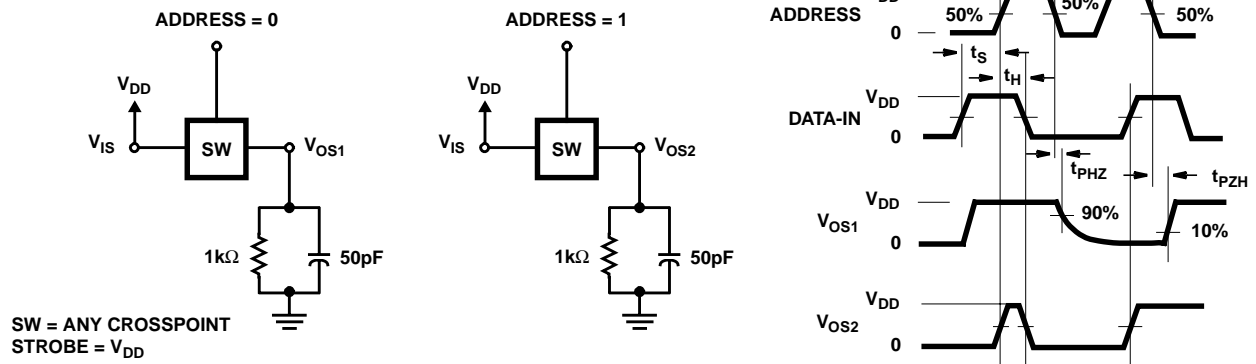 ADDRESS = 0
V_DD
V_IS
SW
V_OS1
1kΩ
50pF
ADDRESS = 1
V_DD
V_IS
SW
V_OS2
1kΩ
50pF
SW = ANY CROSSPOINT
STROBE = V_DD
ADDRESS
0
50%
50%
50%
t_S
t_H
DATA-IN
V_DD
0
t_PHZ
t_PZH
V_OS1
V_DD
0
90%
10%
V_OS2
V_DD
0